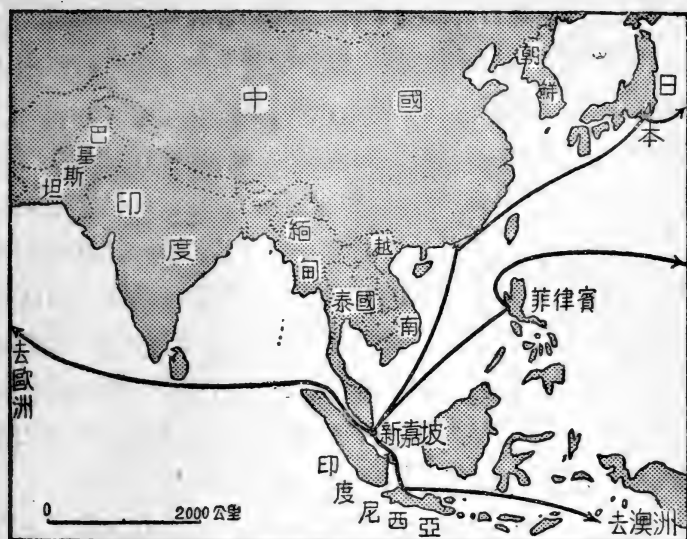 中國
朝鮮
日本
巴基斯坦
印度
緬甸
越南
泰國
菲律賓
去歐洲
新嘉坡
印度尼西亞
去澳洲
0 2000公里